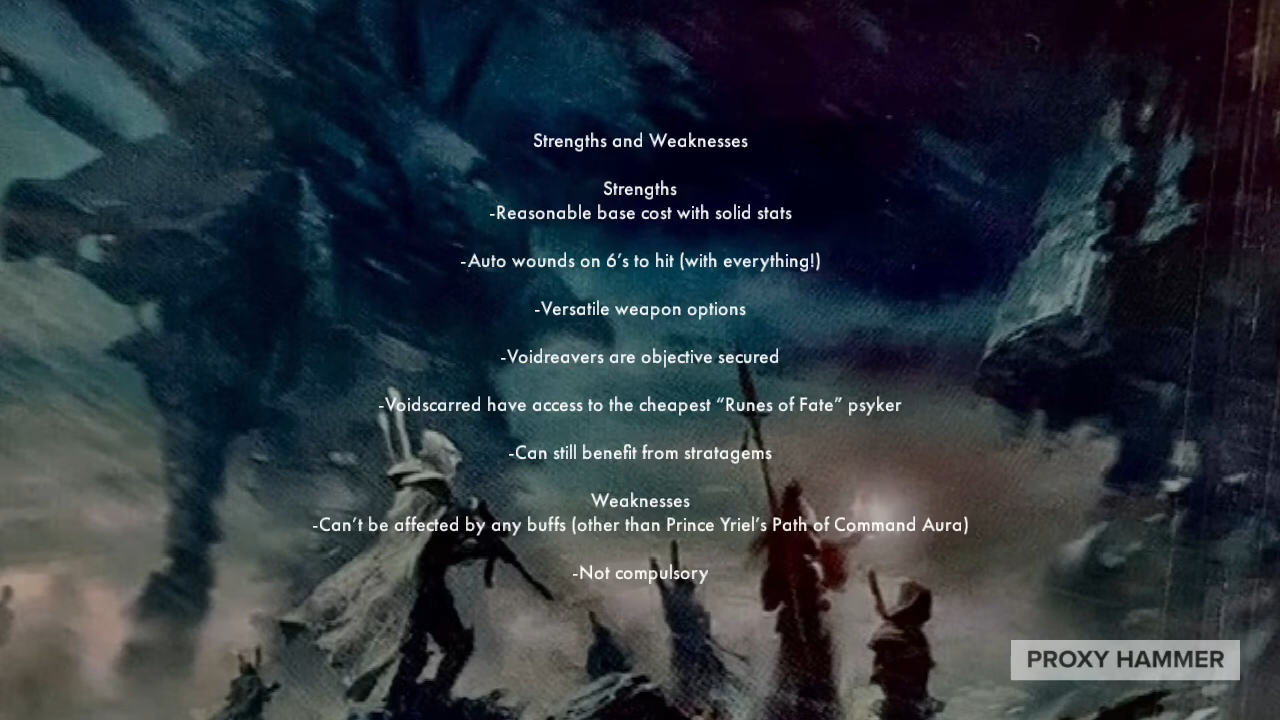 Strengths and Weaknesses
Strengths
-Reasonable base cost with solid stats
-Auto wounds on 6’s to hit (with everything!)
-Versatile weapon options
-Voidreavers are objective secured
-Voidscarred have access to the cheapest “Runes of Fate” psyker
-Can still benefit from stratagems
Weaknesses
-Can’t be affected by any buffs (other than Prince Yriel’s Path of Command Aura)
-Not compulsory
PROXY HAMMER